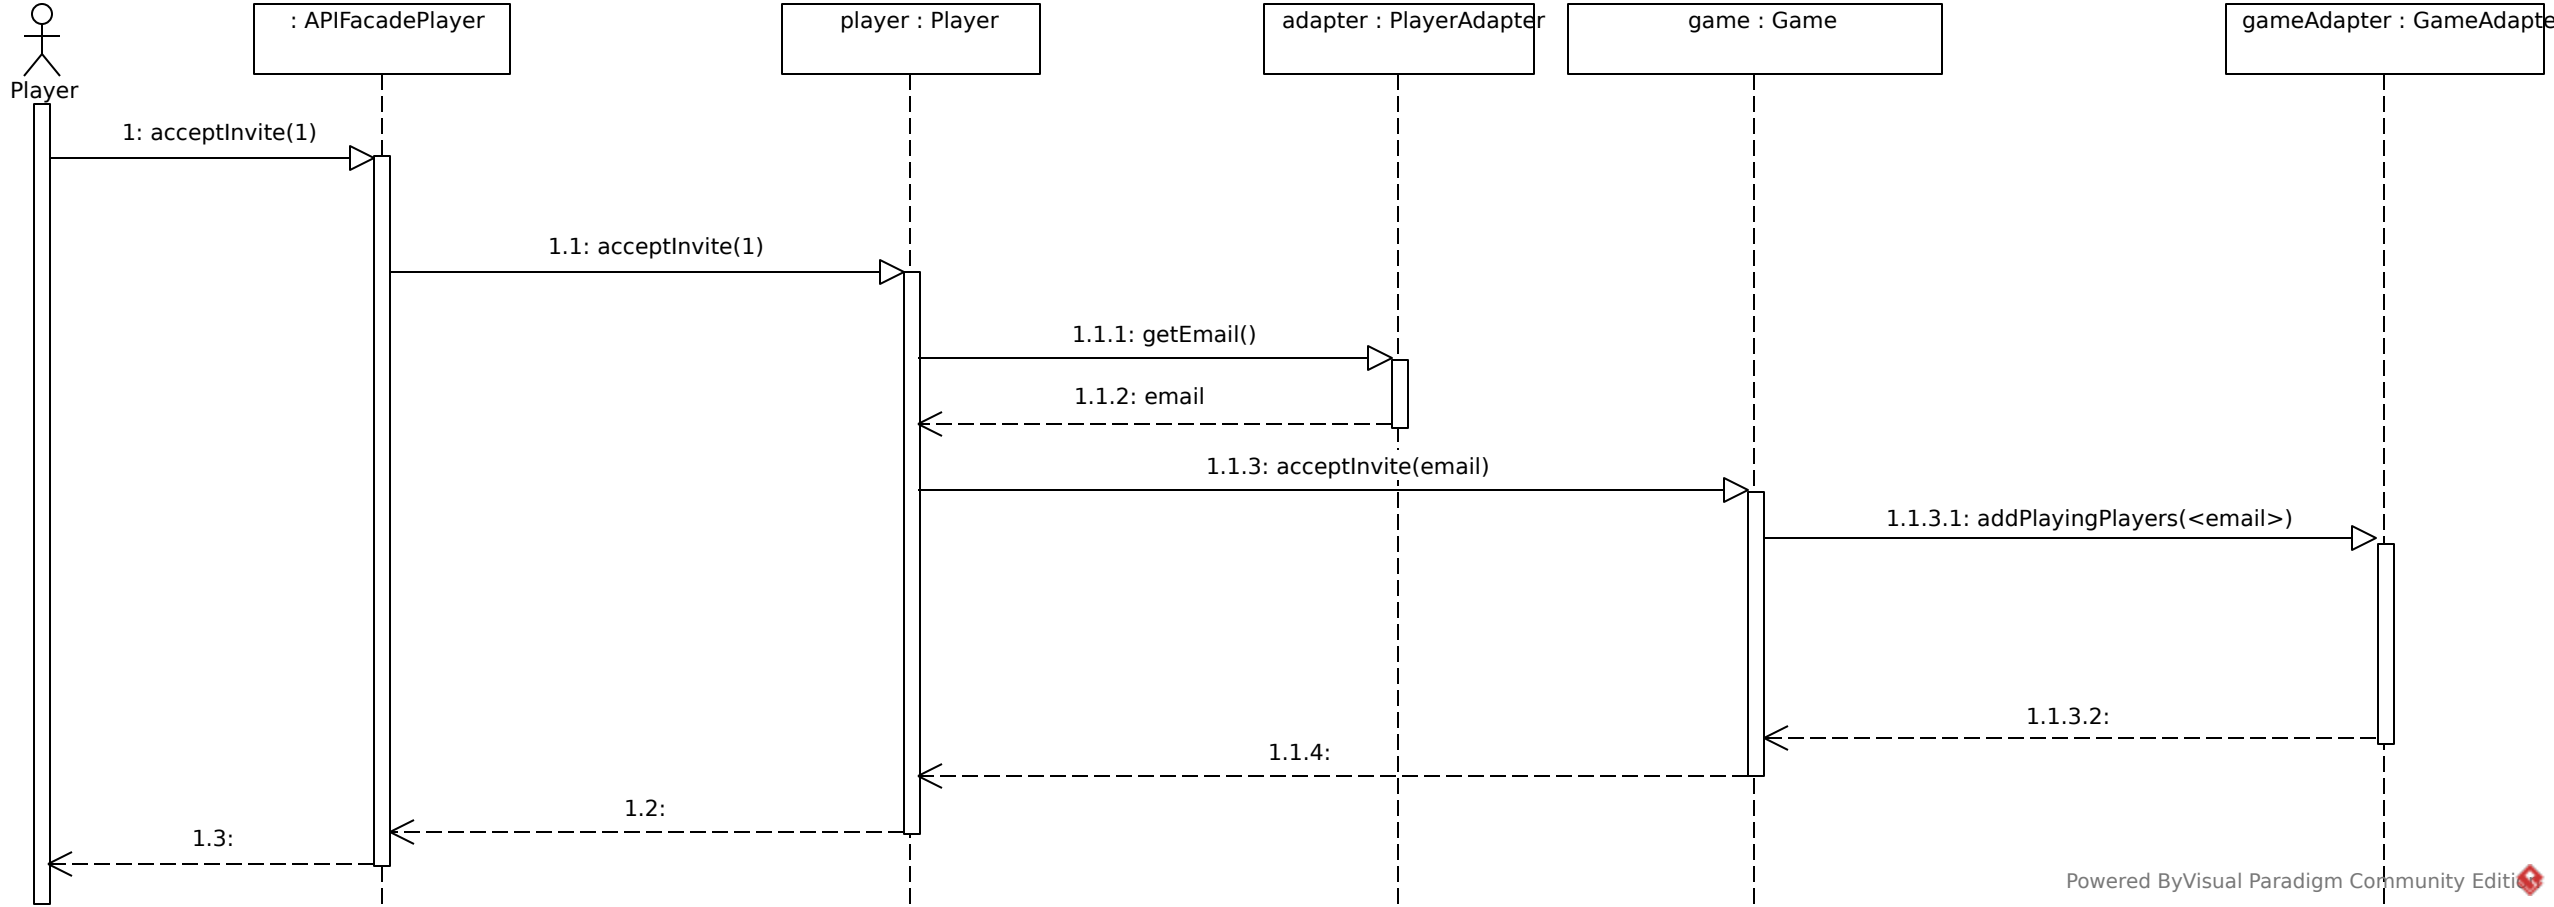 : APIFacadePlayer
player : Player
adapter : PlayerAdapter
game : Game
gameAdapter : GameAdapte
Player
1: acceptInvite(1)
1.1: acceptInvite(1)
1.1.1: getEmail()
1.1.2: email
1.1.3: acceptInvite(email)
1.1.3.1: addPlayingPlayers(<email>)
1.1.3.2:
1.1.4:
1.2:
1.3:
Powered ByVisual Paradigm Community Edition